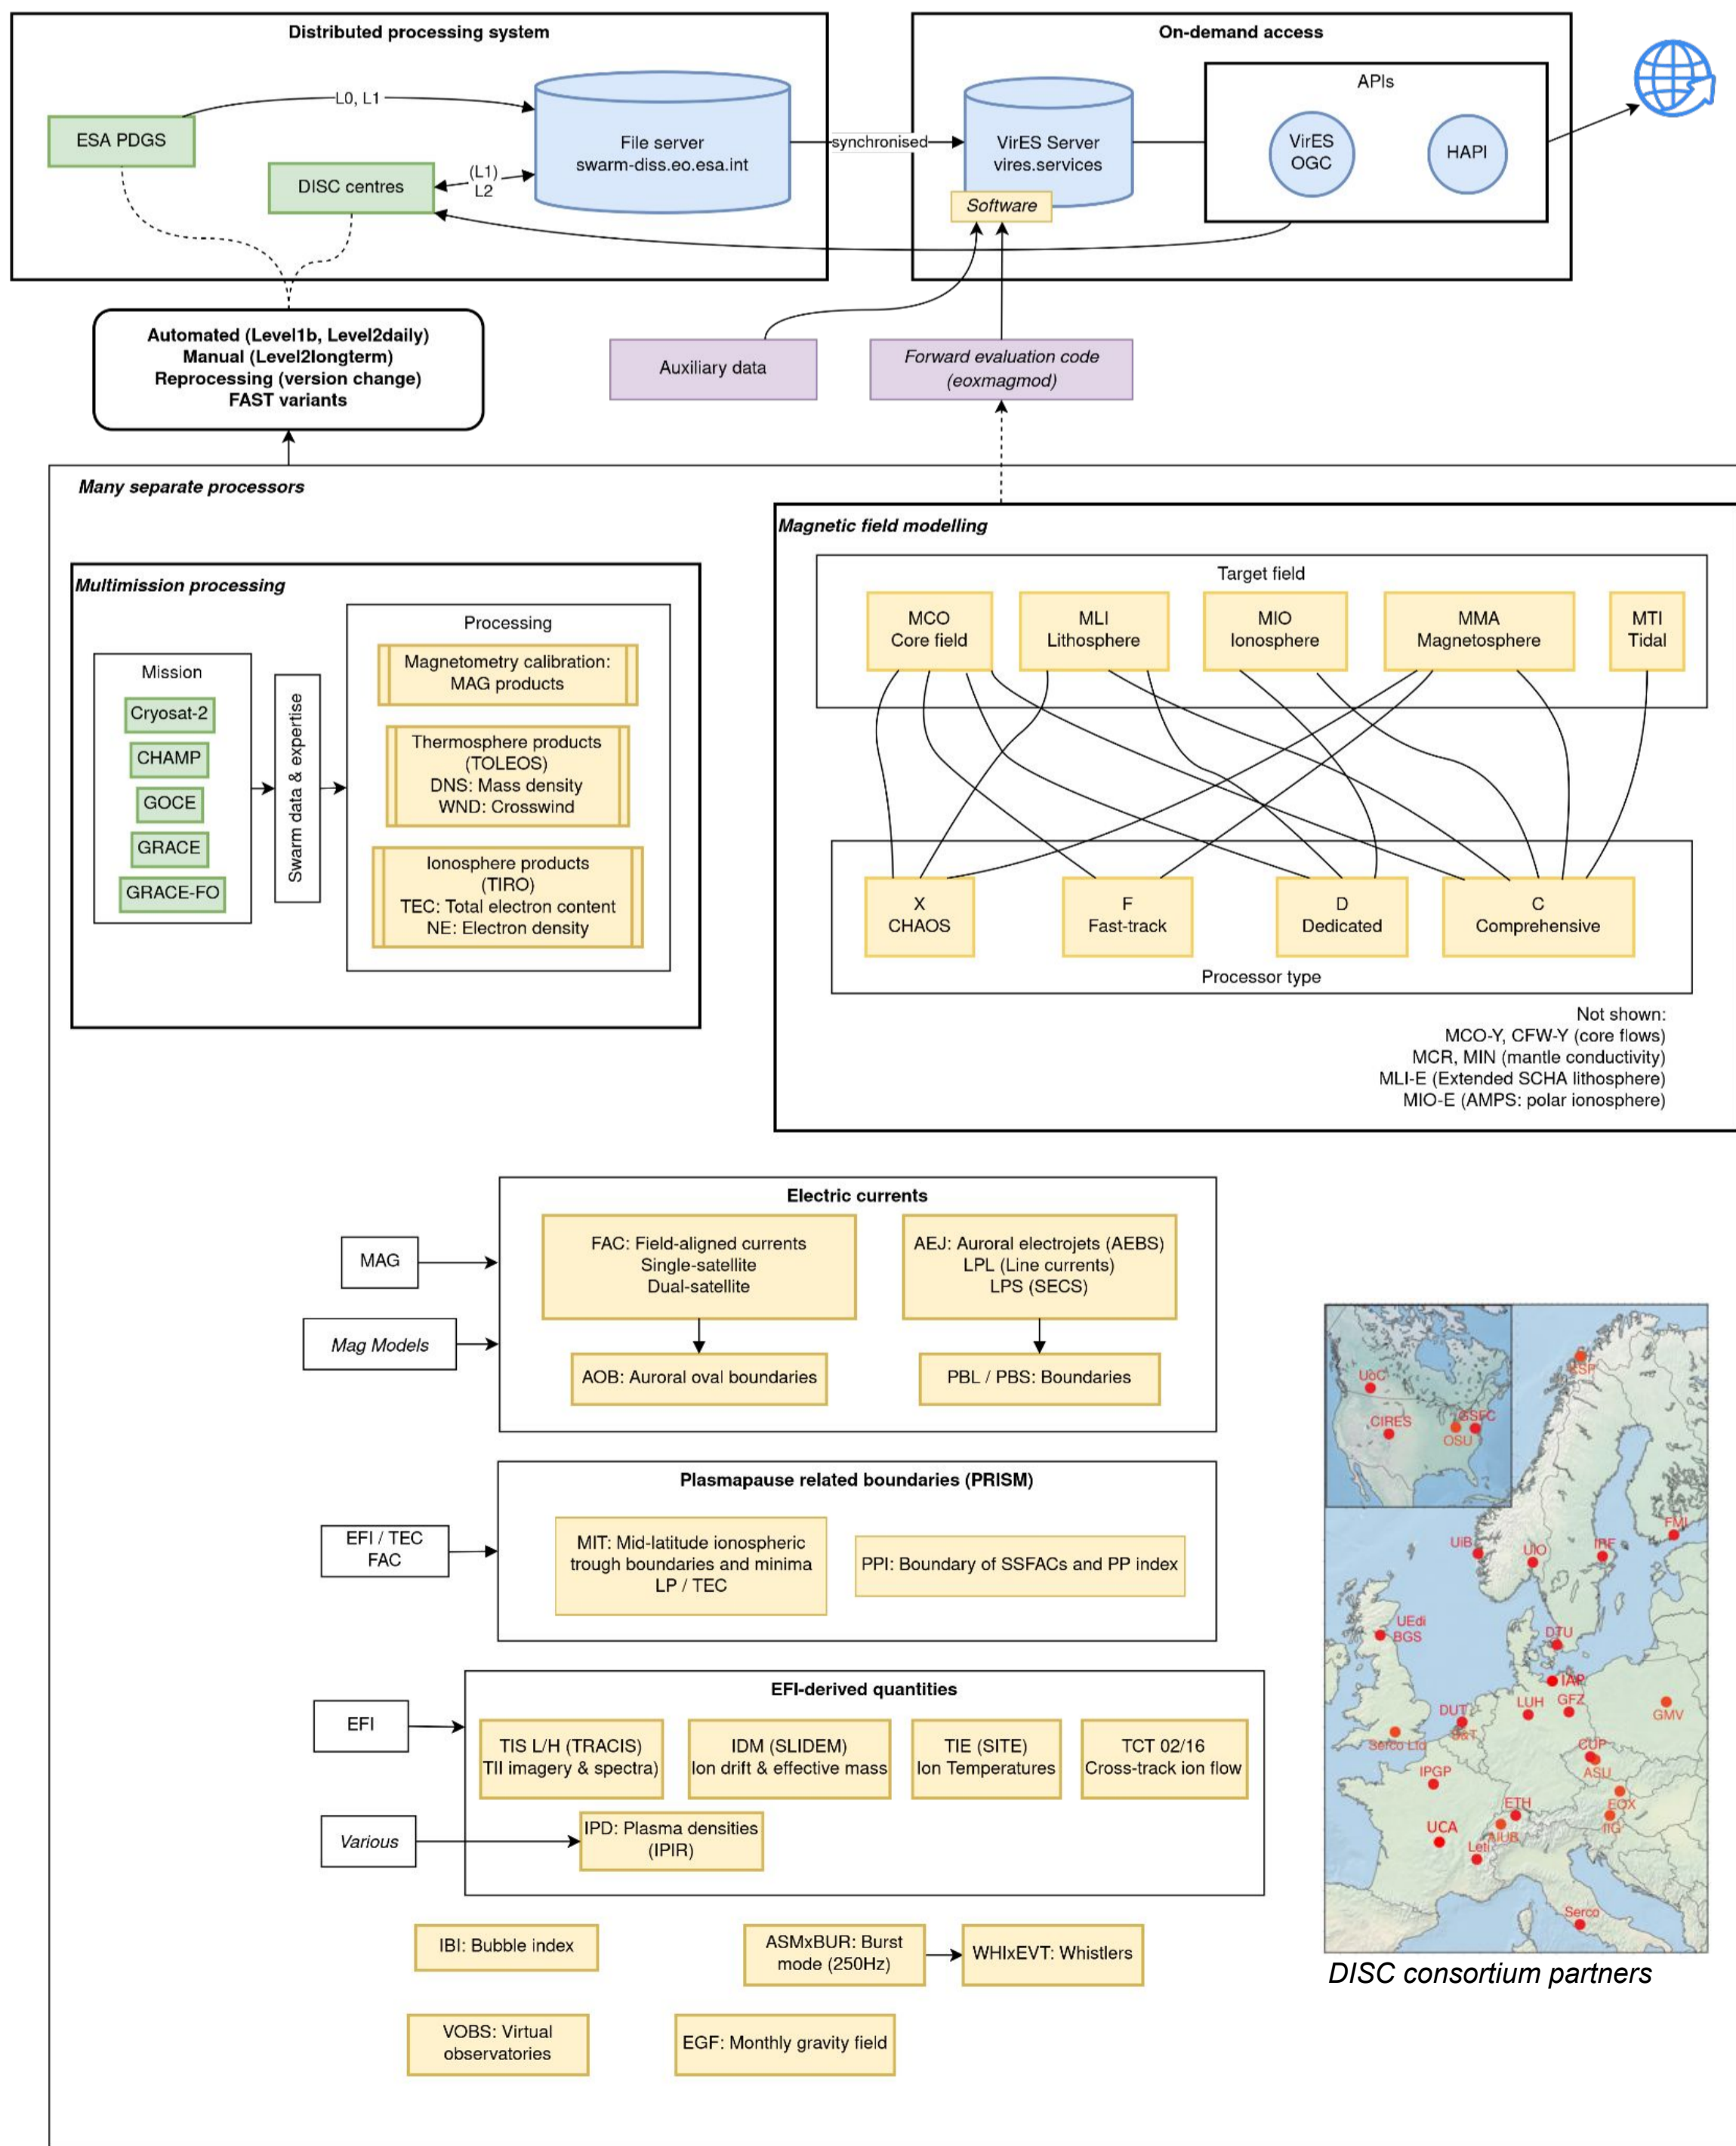 Distributed processing system
ESA PDGS
L0, L1
DISC centres
(L1)
L2
File server
swarm-diss.eo.esa.int
synchronised
On-demand access
VirES Server
vires.services
Software
APIs
VirES
OGC
HAPI
Automated (Level1b, Level2daily)
Manual (Level2longterm)
Reprocessing (version change)
FAST variants
Auxiliary data
Forward evaluation code
(eoxmagmod)
Many separate processors
Multimission processing
Mission
Cryosat-2
CHAMP
GOCE
GRACE
GRACE-FO
Swarm data & expertise
Processing
Magnetometry calibration:
MAG products
Thermosphere products
(TOLEOS)
DNS: Mass density
WND: Crosswind
Ionosphere products
(TIRO)
TEC: Total electron content
NE: Electron density
Magnetic field modelling
Target field
MCO
Core field
MLI
Lithosphere
MIO
Ionosphere
MMA
Magnetosphere
MTI
Tidal
X
CHAOS
F
Fast-track
D
Dedicated
C
Comprehensive
Processor type
Not shown:
MCO-Y, CFW-Y (core flows)
MCR, MIN (mantle conductivity)
MLI-E (Extended SCHA lithosphere)
MIO-E (AMPS: polar ionosphere)
MAG
Mag Models
Electric currents
FAC: Field-aligned currents
Single-satellite
Dual-satellite
AEJ: Auroral electrojets (AEBS)
LPL (Line currents)
LPS (SECS)
AOB: Auroral oval boundaries
PBL / PBS: Boundaries
EFI / TEC
FAC
Plasmapause related boundaries (PRISM)
MIT: Mid-latitude ionospheric
trough boundaries and minima
LP / TEC
PPI: Boundary of SSFACs and PP index
EFI
Various
EFI-derived quantities
TIS L/H (TRACIS)
TII imagery & spectra)
IDM (SLIDEM)
Ion drift & effective mass
TIE (SITE)
Ion Temperatures
TCT 02/16
Cross-track ion flow
IPD: Plasma densities
(IPIR)
IBI: Bubble index
ASMxBUR: Burst
mode (250Hz)
WHIxEVT: Whistlers
VOBS: Virtual
observatories
EGF: Monthly gravity field
UoC
CIRES
GSFC
OSU
FMI
UiB
UiO
IRF
UEdi
BGS
DTU
IAP
LUH
GFZ
GMV
DUT
S&T
Serco Ltd
CUP
ASU
IPGP
EOX
IIG
ETH
AIUB
UCA
Leti
Serco
DISC consortium partners